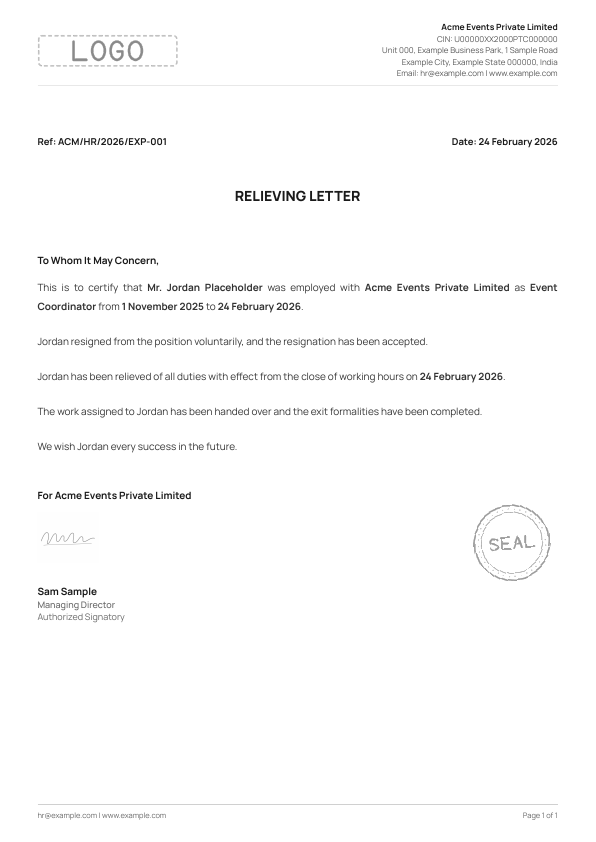 LOGO
Acme Events Private Limited
CIN: U00000XX2000PTC000000
Unit 000, Example Business Park, 1 Sample Road
Example City, Example State 000000, India
Email: hr@example.com | www.example.com
Ref: ACM/HR/2026/EXP-001
Date: 24 February 2026
RELIEVING LETTER
To Whom It May Concern,
This is to certify that Mr. Jordan Placeholder was employed with Acme Events Private Limited as Event
Coordinator from 1 November 2025 to 24 February 2026.
Jordan resigned from the position voluntarily, and the resignation has been accepted.
Jordan has been relieved of all duties with effect from the close of working hours on 24 February 2026.
The work assigned to Jordan has been handed over and the exit formalities have been completed.
We wish Jordan every success in the future.
For Acme Events Private Limited
SEAL
Sam Sample
Managing Director
Authorized Signatory
hr@example.com | www.example.com
Page 1 of 1